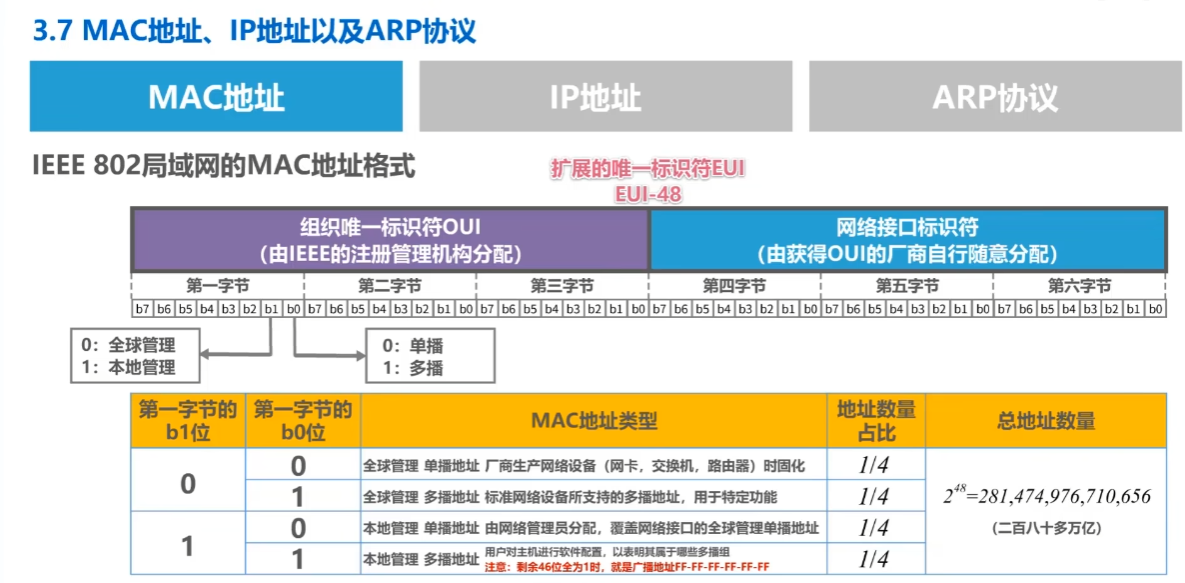 3.7 MAC地址、IP地址以及ARP协议
MAC地址
IP地址
ARP协议
IEEE 802局域网的MAC地址格式
扩展的唯一标识符EUI
EUI-48
组织唯一标识符OUI
（由IEEE的注册管理机构分配）
网络接口标识符
（由获得OUI的厂商自行随意分配）
第一字节 第二字节 第三字节 第四字节 第五字节 第六字节
b7 b6 b5 b4 b3 b2 b1 b0 b7 b6 b5 b4 b3 b2 b1 b0 b7 b6 b5 b4 b3 b2 b1 b0 b7 b6 b5 b4 b3 b2 b1 b0 b7 b6 b5 b4 b3 b2 b1 b0 b7 b6 b5 b4 b3 b2 b1 b0
0：全球管理
1：本地管理
0：单播
1：多播
第一字节的
b1位
第一字节的
b0位
MAC地址类型
地址数量
占比
总地址数量
0
0 全球管理 单播地址 厂商生产网络设备（网卡，交换机，路由器）时固化 1/4
1 全球管理 多播地址 标准网络设备所支持的多播地址，用于特定功能 1/4
1
0 本地管理 单播地址 由网络管理员分配，覆盖网络接口的全球管理单播地址 1/4
1 本地管理 多播地址 用户对主机进行软件配置，以表明其属于哪些多播组
注意：剩余46位全为1时，就是广播地址FF-FF-FF-FF-FF-FF
1/4
2^48=281,474,976,710,656
（二百八十多万亿）